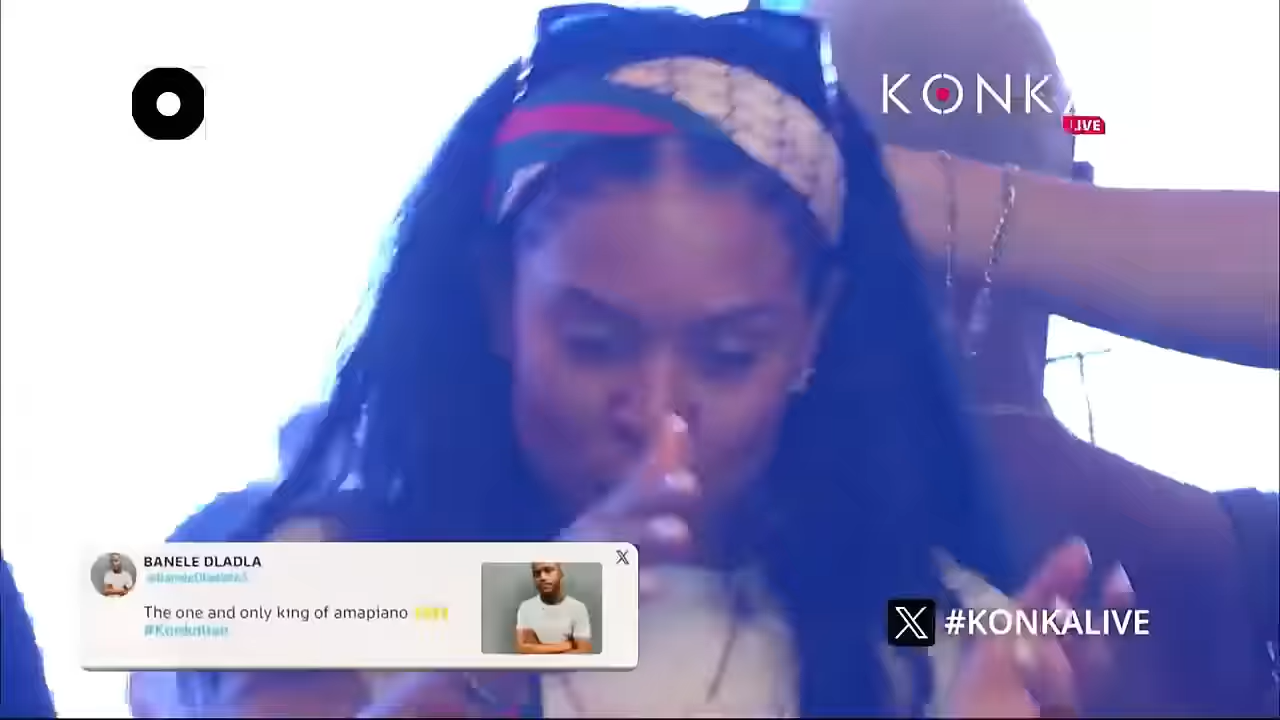 KONKA
LIVE
BANELE DLADLA
The one and only king of amapiano
X #KONKALIVE